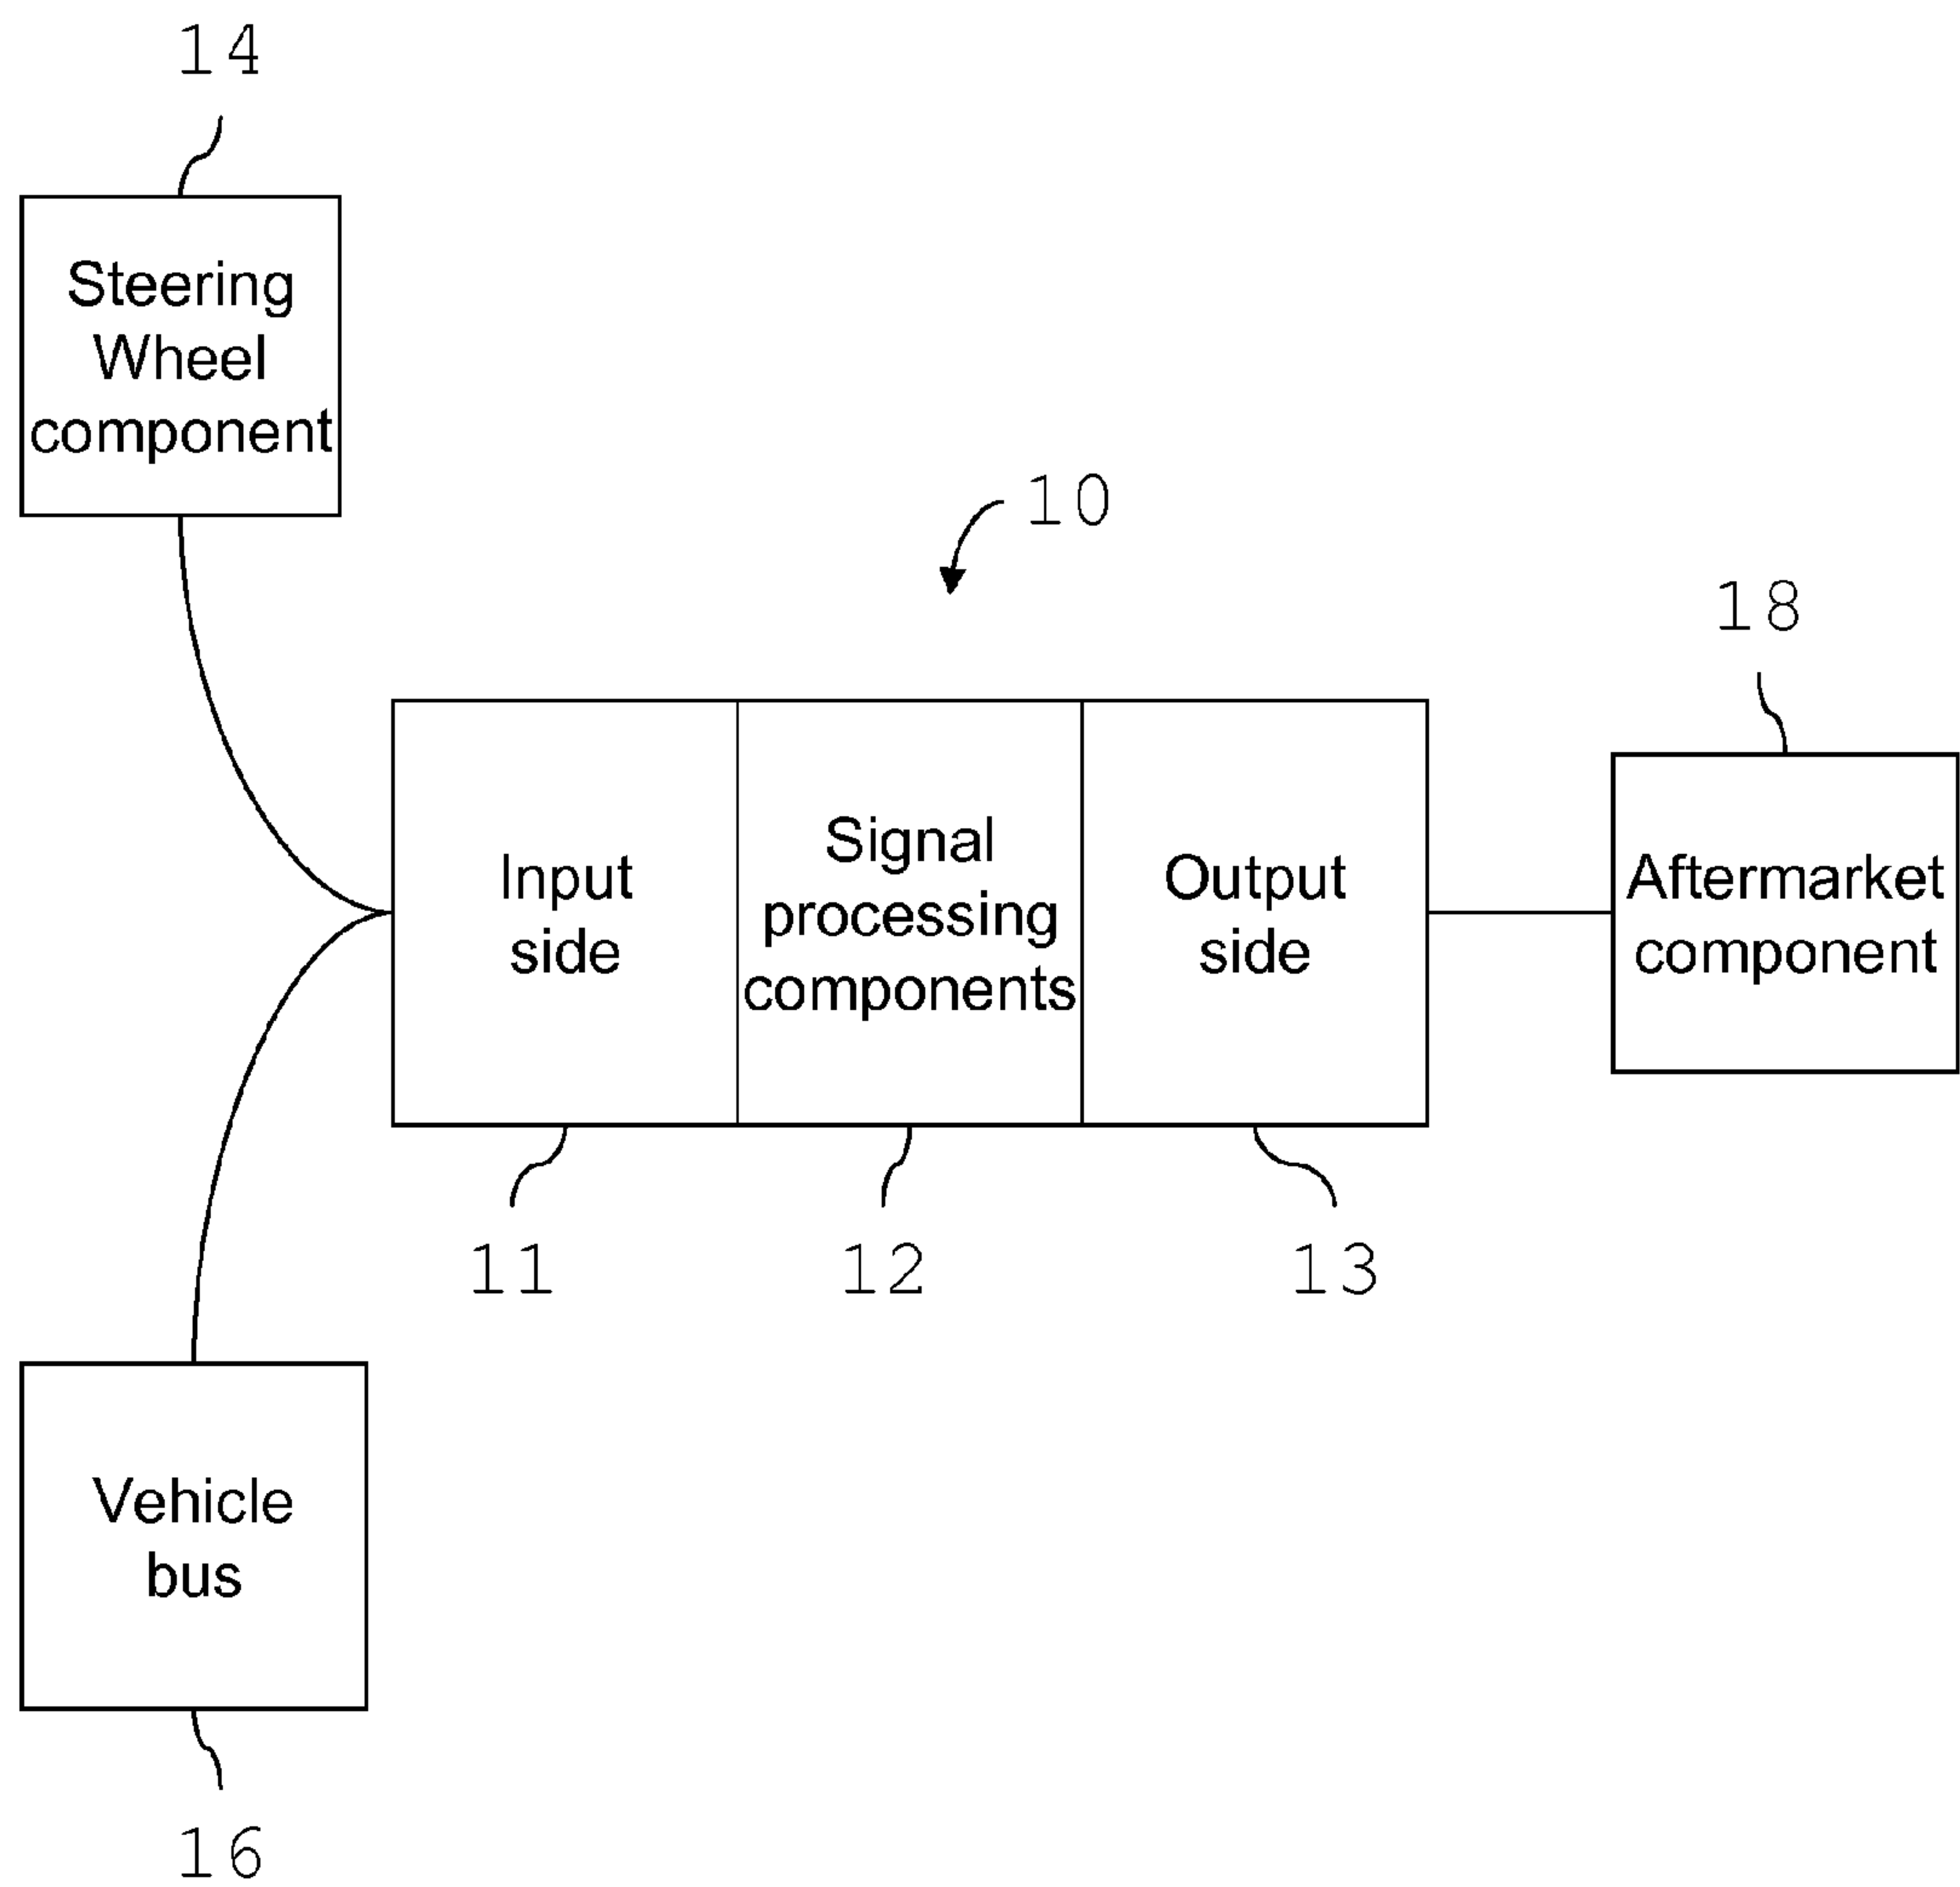 14
Steering
Wheel
component
10
18
Input
side
Signal
processing
components
Output
side
Aftermarket
component
11
12
13
Vehicle
bus
16